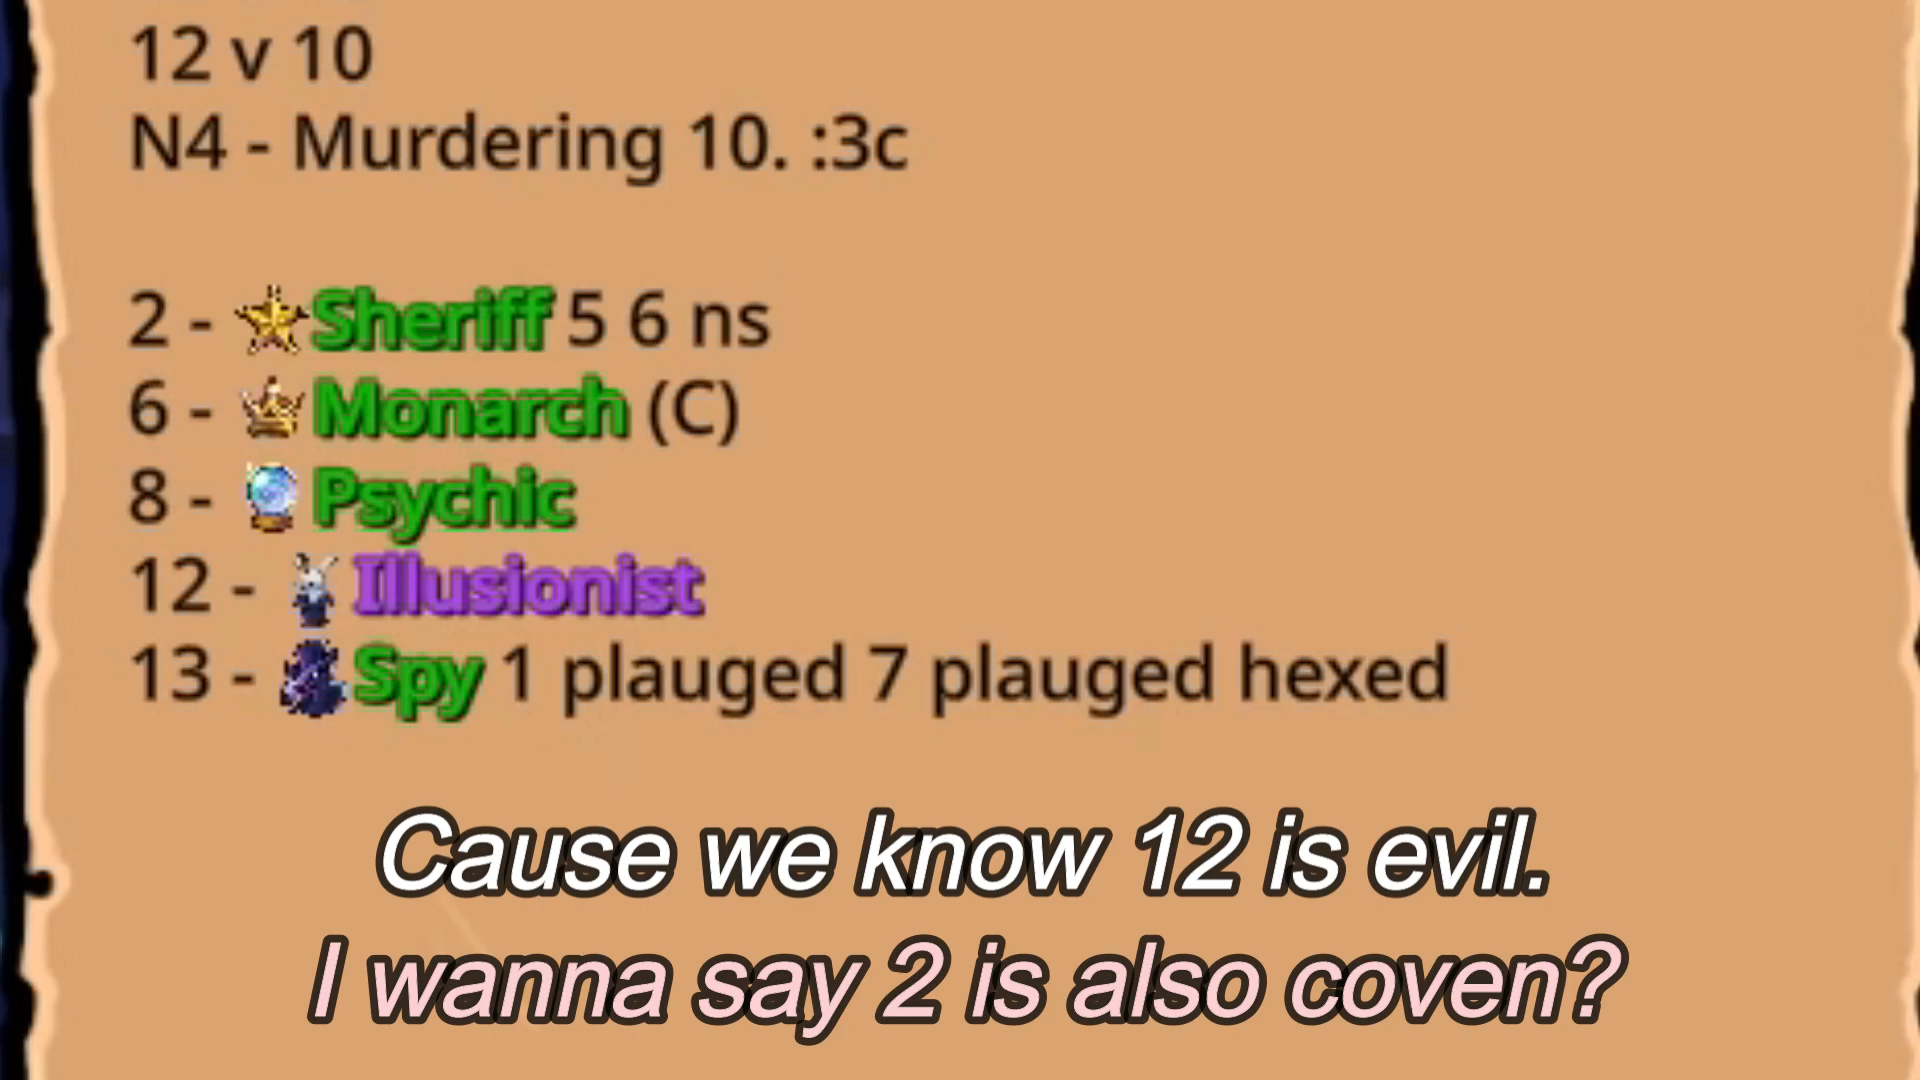 12 v 10
N4 - Murdering 10. :3c
2 - Sheriff 5 6 ns
6 - Monarch (C)
8 - Psychic
12 - Illusionist
13 - Spy 1 plauged 7 plauged hexed
Cause we know 12 is evil.
I wanna say 2 is also coven?